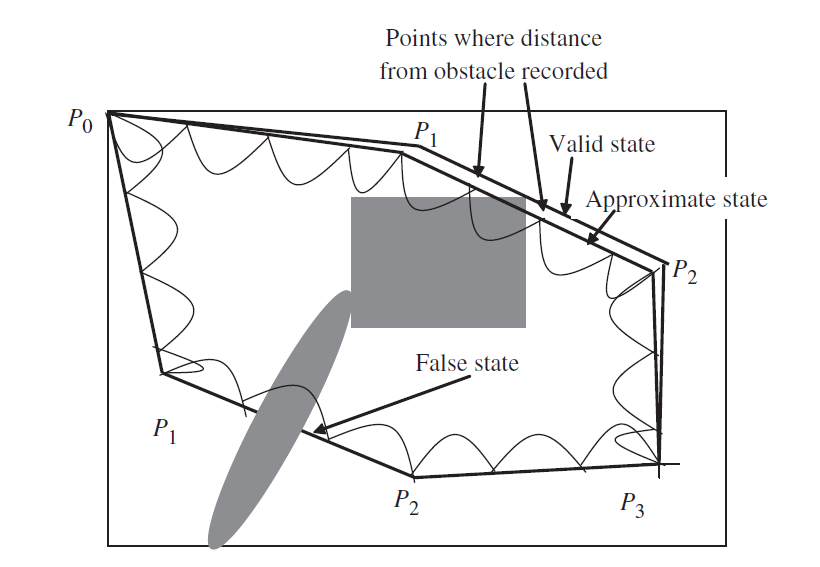 Points where distance
from obstacle recorded
P0
P1
Valid state
Approximate state
P2
False state
P1
P2
P3